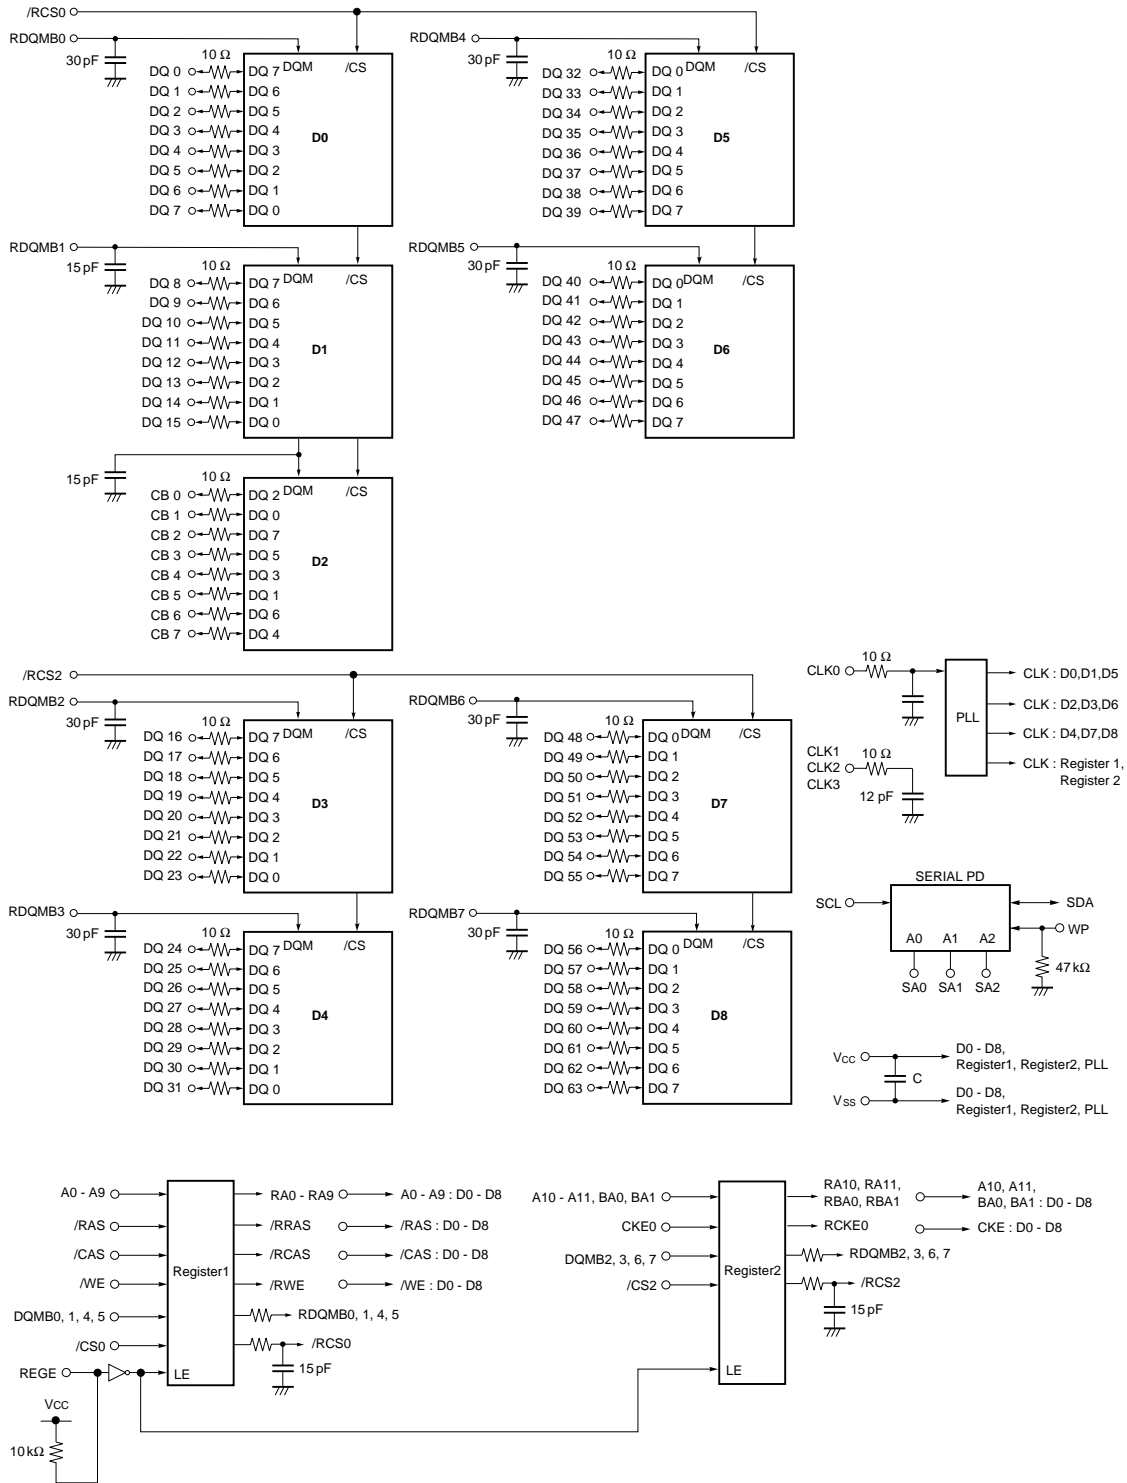 /RCS0
RDQMB0
30 pF
10 Ω
DQM
/CS
DQ 0 DQ 7
DQ 1 DQ 6
DQ 2 DQ 5
DQ 3 DQ 4
DQ 4 DQ 3
DQ 5 DQ 2
DQ 6 DQ 1
DQ 7 DQ 0
D0
RDQMB4
30 pF
10 Ω
DQM
/CS
DQ 32 DQ 0
DQ 33 DQ 1
DQ 34 DQ 2
DQ 35 DQ 3
DQ 36 DQ 4
DQ 37 DQ 5
DQ 38 DQ 6
DQ 39 DQ 7
D5
RDQMB1
15 pF
10 Ω
DQM
/CS
DQ 8 DQ 7
DQ 9 DQ 6
DQ 10 DQ 5
DQ 11 DQ 4
DQ 12 DQ 3
DQ 13 DQ 2
DQ 14 DQ 1
DQ 15 DQ 0
D1
RDQMB5
30 pF
10 Ω
DQM
/CS
DQ 40 DQ 0
DQ 41 DQ 1
DQ 42 DQ 2
DQ 43 DQ 3
DQ 44 DQ 4
DQ 45 DQ 5
DQ 46 DQ 6
DQ 47 DQ 7
D6
15 pF
10 Ω
DQM
/CS
CB 0 DQ 2
CB 1 DQ 0
CB 2 DQ 7
CB 3 DQ 5
CB 4 DQ 3
CB 5 DQ 1
CB 6 DQ 6
CB 7 DQ 4
D2
/RCS2
RDQMB2
30 pF
10 Ω
DQM
/CS
DQ 16 DQ 7
DQ 17 DQ 6
DQ 18 DQ 5
DQ 19 DQ 4
DQ 20 DQ 3
DQ 21 DQ 2
DQ 22 DQ 1
DQ 23 DQ 0
D3
RDQMB6
30 pF
10 Ω
DQM
/CS
DQ 48 DQ 0
DQ 49 DQ 1
DQ 50 DQ 2
DQ 51 DQ 3
DQ 52 DQ 4
DQ 53 DQ 5
DQ 54 DQ 6
DQ 55 DQ 7
D7
RDQMB3
30 pF
10 Ω
DQM
/CS
DQ 24 DQ 7
DQ 25 DQ 6
DQ 26 DQ 5
DQ 27 DQ 4
DQ 28 DQ 3
DQ 29 DQ 2
DQ 30 DQ 1
DQ 31 DQ 0
D4
RDQMB7
30 pF
10 Ω
DQM
/CS
DQ 56 DQ 0
DQ 57 DQ 1
DQ 58 DQ 2
DQ 59 DQ 3
DQ 60 DQ 4
DQ 61 DQ 5
DQ 62 DQ 6
DQ 63 DQ 7
D8
CLK0
10 Ω
PLL
CLK : D0,D1,D5
CLK : D2,D3,D6
CLK : D4,D7,D8
CLK : Register 1,
Register 2
CLK1
CLK2
CLK3
10 Ω
12 pF
SERIAL PD
SCL
SDA
WP
A0 A1 A2
47 kΩ
SA0 SA1 SA2
Vcc
D0 - D8,
Register1, Register2, PLL
C
Vss
D0 - D8,
Register1, Register2, PLL
A0 - A9 RA0 - RA9 A0 - A9 : D0 - D8
/RAS /RRAS /RAS : D0 - D8
/CAS /RCAS /CAS : D0 - D8
Register1
/WE /RWE /WE : D0 - D8
DQMB0, 1, 4, 5 RDQMB0, 1, 4, 5
/CS0 /RCS0
15 pF
REGE
LE
Vcc
10 kΩ
A10 - A11, BA0, BA1
RA10, RA11,
RBA0, RBA1
A10, A11,
BA0, BA1 : D0 - D8
CKE0 RCKE0 CKE : D0 - D8
DQMB2, 3, 6, 7 RDQMB2, 3, 6, 7
Register2
/CS2 /RCS2
15 pF
LE